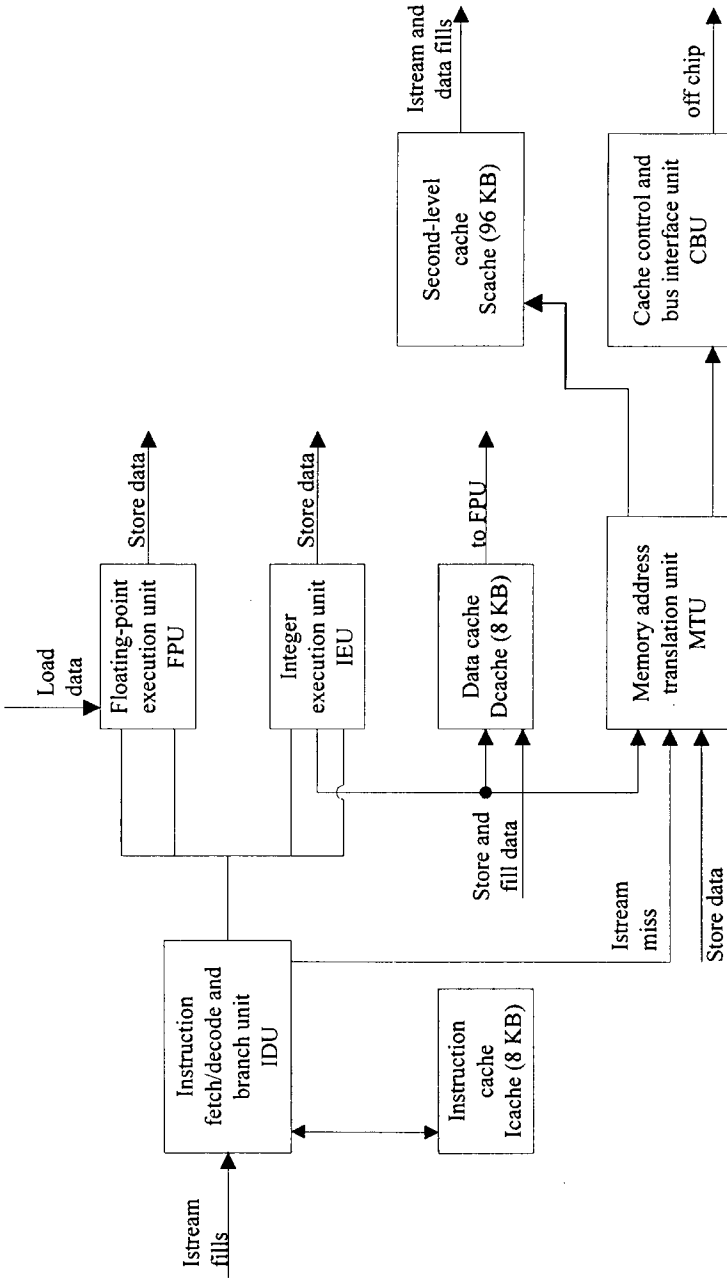 Load
data
Floating-point
execution unit
FPU
Store data
Integer
execution unit
IEU
Store data
Istream
fills
Instruction
fetch/decode and
branch unit
IDU
Instruction
cache
Icache (8 KB)
Store and
fill data
Data cache
Dcache (8 KB)
to FPU
Istream
miss
Store data
Memory address
translation unit
MTU
Second-level
cache
Scache (96 KB)
Istream and
data fills
Cache control and
bus interface unit
CBU
off chip